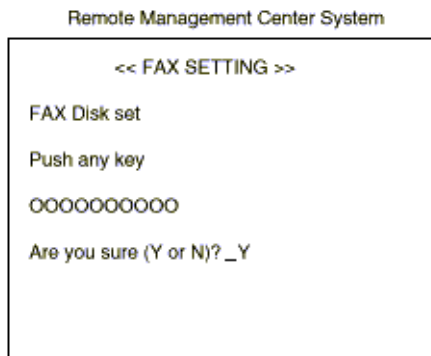 Remote Management Center System
<< FAX SETTING >>
FAX Disk set
Push any key
OOOOOOOOOO
Are you sure (Y or N)? _Y